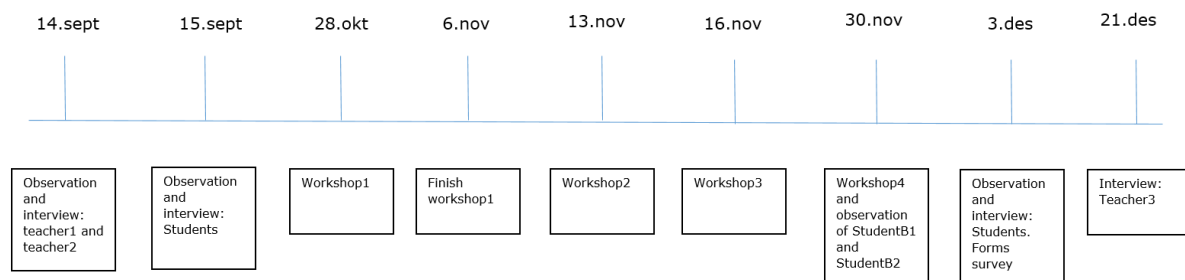 14.sept
15.sept
28.okt
6.nov
13.nov
16.nov
30.nov
3.des
21.des
Observation
and
interview:
teacher1 and
teacher2
Observation
and
interview:
Students
Workshop1
Finish
workshop1
Workshop2
Workshop3
Workshop4
and
observation
of StudentB1
and
StudentB2
Observation
and
interview:
Students.
Forms
survey
Interview:
Teacher3